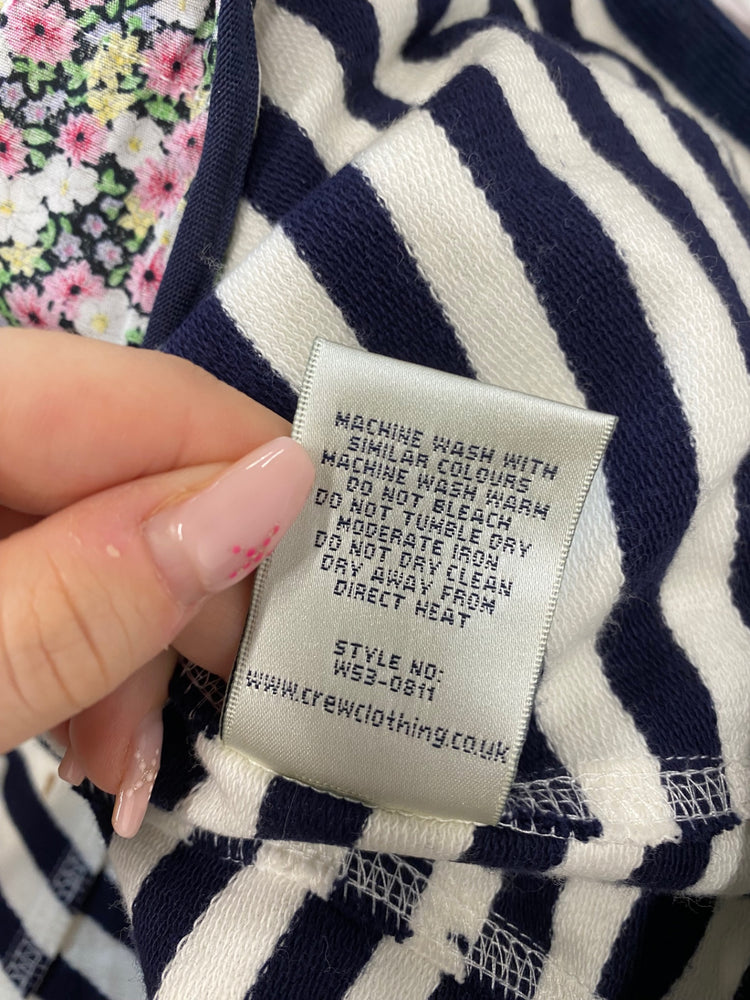 MACHINE WASH WITH
SIMILAR COLOURS
MACHINE WASH WARM
DO NOT BLEACH
DO NOT TUMBLE DRY
MODERATE IRON
DO NOT DRY CLEAN
DRY AWAY FROM
DIRECT HEAT
STYLE NO:
WS3-0811
www.crewclothing.co.uk